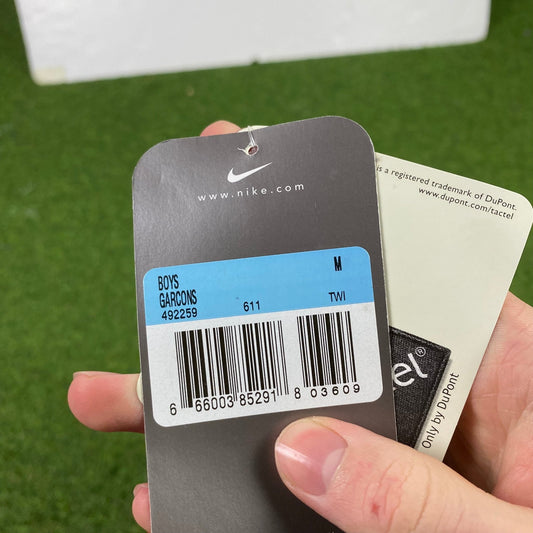 www.nike.com
BOYS M
GARCONS
492259 611 TWI
6 66003 85291 8 03609
is a registered trademark of DuPont.
www.dupont.com/tactel
el®
Only by DuPont